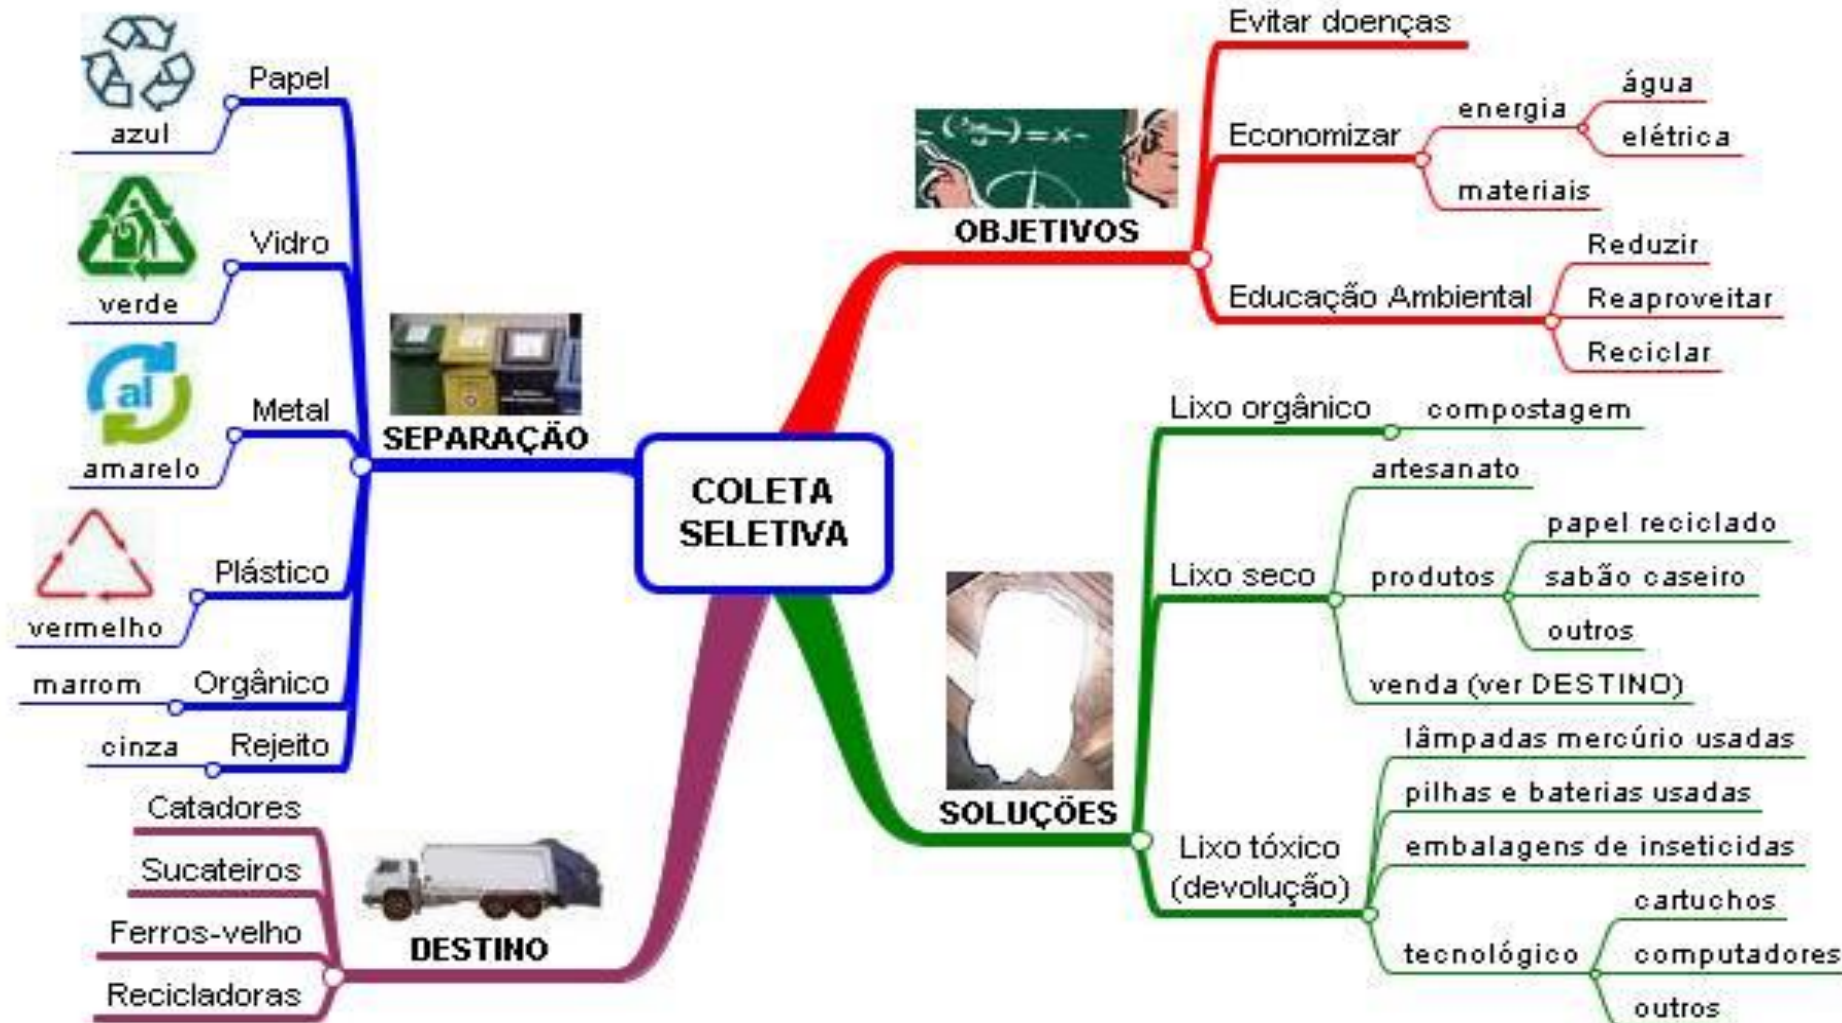 COLETA
SELETIVA
OBJETIVOS
Evitar doenças
Economizar
energia
água
elétrica
materiais
Educação Ambiental
Reduzir
Reaproveitar
Reciclar
SOLUÇÕES
Lixo orgânico
compostagem
Lixo seco
artesanato
produtos
papel reciclado
sabão caseiro
outros
venda (ver DESTINO)
Lixo tóxico
(devolução)
lâmpadas mercúrio usadas
pilhas e baterias usadas
embalagens de inseticidas
tecnológico
cartuchos
computadores
outros
SEPARAÇÃO
Papel
azul
Vidro
verde
Metal
al
amarelo
Plástico
vermelho
Orgânico
marrom
Rejeito
cinza
DESTINO
Catadores
Sucateiros
Ferros-velho
Recicladoras